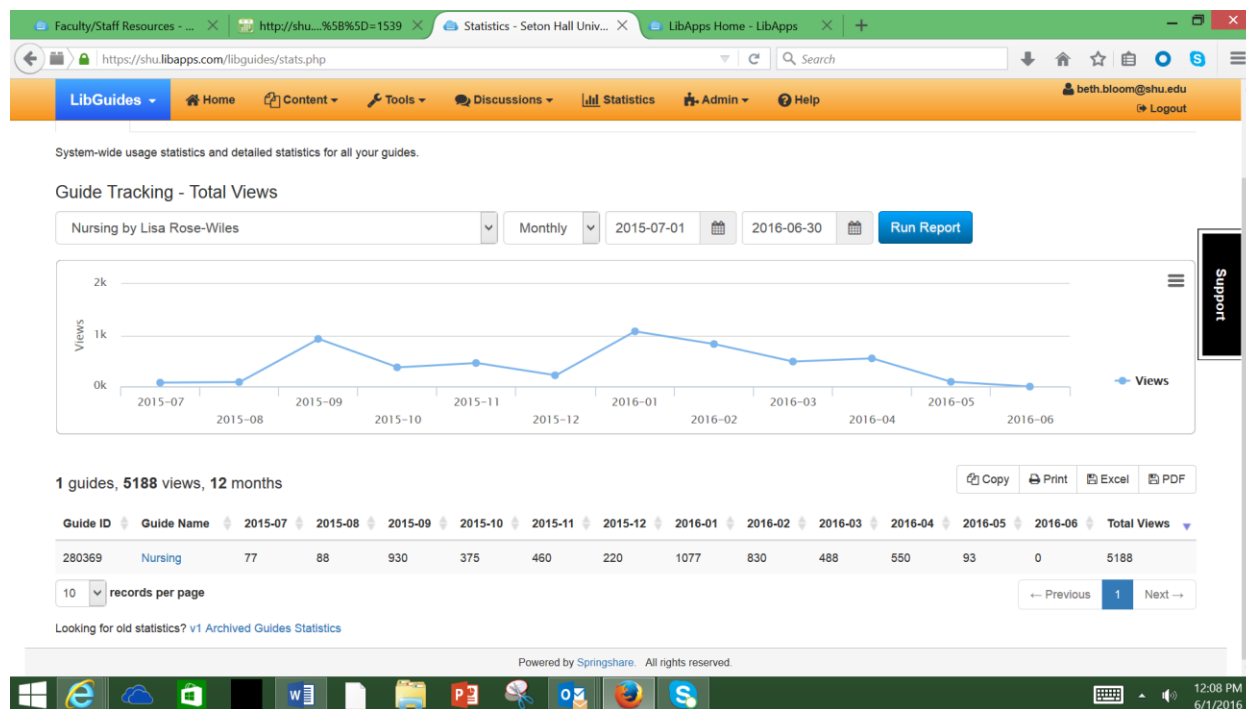 Faculty/Staff Resources - ...
http://shu....%5B%5D=1539
Statistics - Seton Hall Univ...
LibApps Home - LibApps
https://shu.libapps.com/libguides/stats.php
Search
LibGuides Home Content Tools Discussions Statistics Admin Help
beth.bloom@shu.edu
Logout
System-wide usage statistics and detailed statistics for all your guides.
Guide Tracking - Total Views
Nursing by Lisa Rose-Wiles Monthly 2015-07-01 2016-06-30 Run Report
Support
2k
1k
0k
Views
Views
2015-07 2015-09 2015-11 2016-01 2016-03 2016-05
2015-08 2015-10 2015-12 2016-02 2016-04 2016-06
1 guides, 5188 views, 12 months
Copy Print Excel PDF
Guide ID Guide Name 2015-07 2015-08 2015-09 2015-10 2015-11 2015-12 2016-01 2016-02 2016-03 2016-04 2016-05 2016-06 Total Views
280369 Nursing 77 88 930 375 460 220 1077 830 488 550 93 0 5188
10 records per page
← Previous 1 Next →
Looking for old statistics? v1 Archived Guides Statistics
Powered by Springshare. All rights reserved.
12:08 PM
6/1/2016